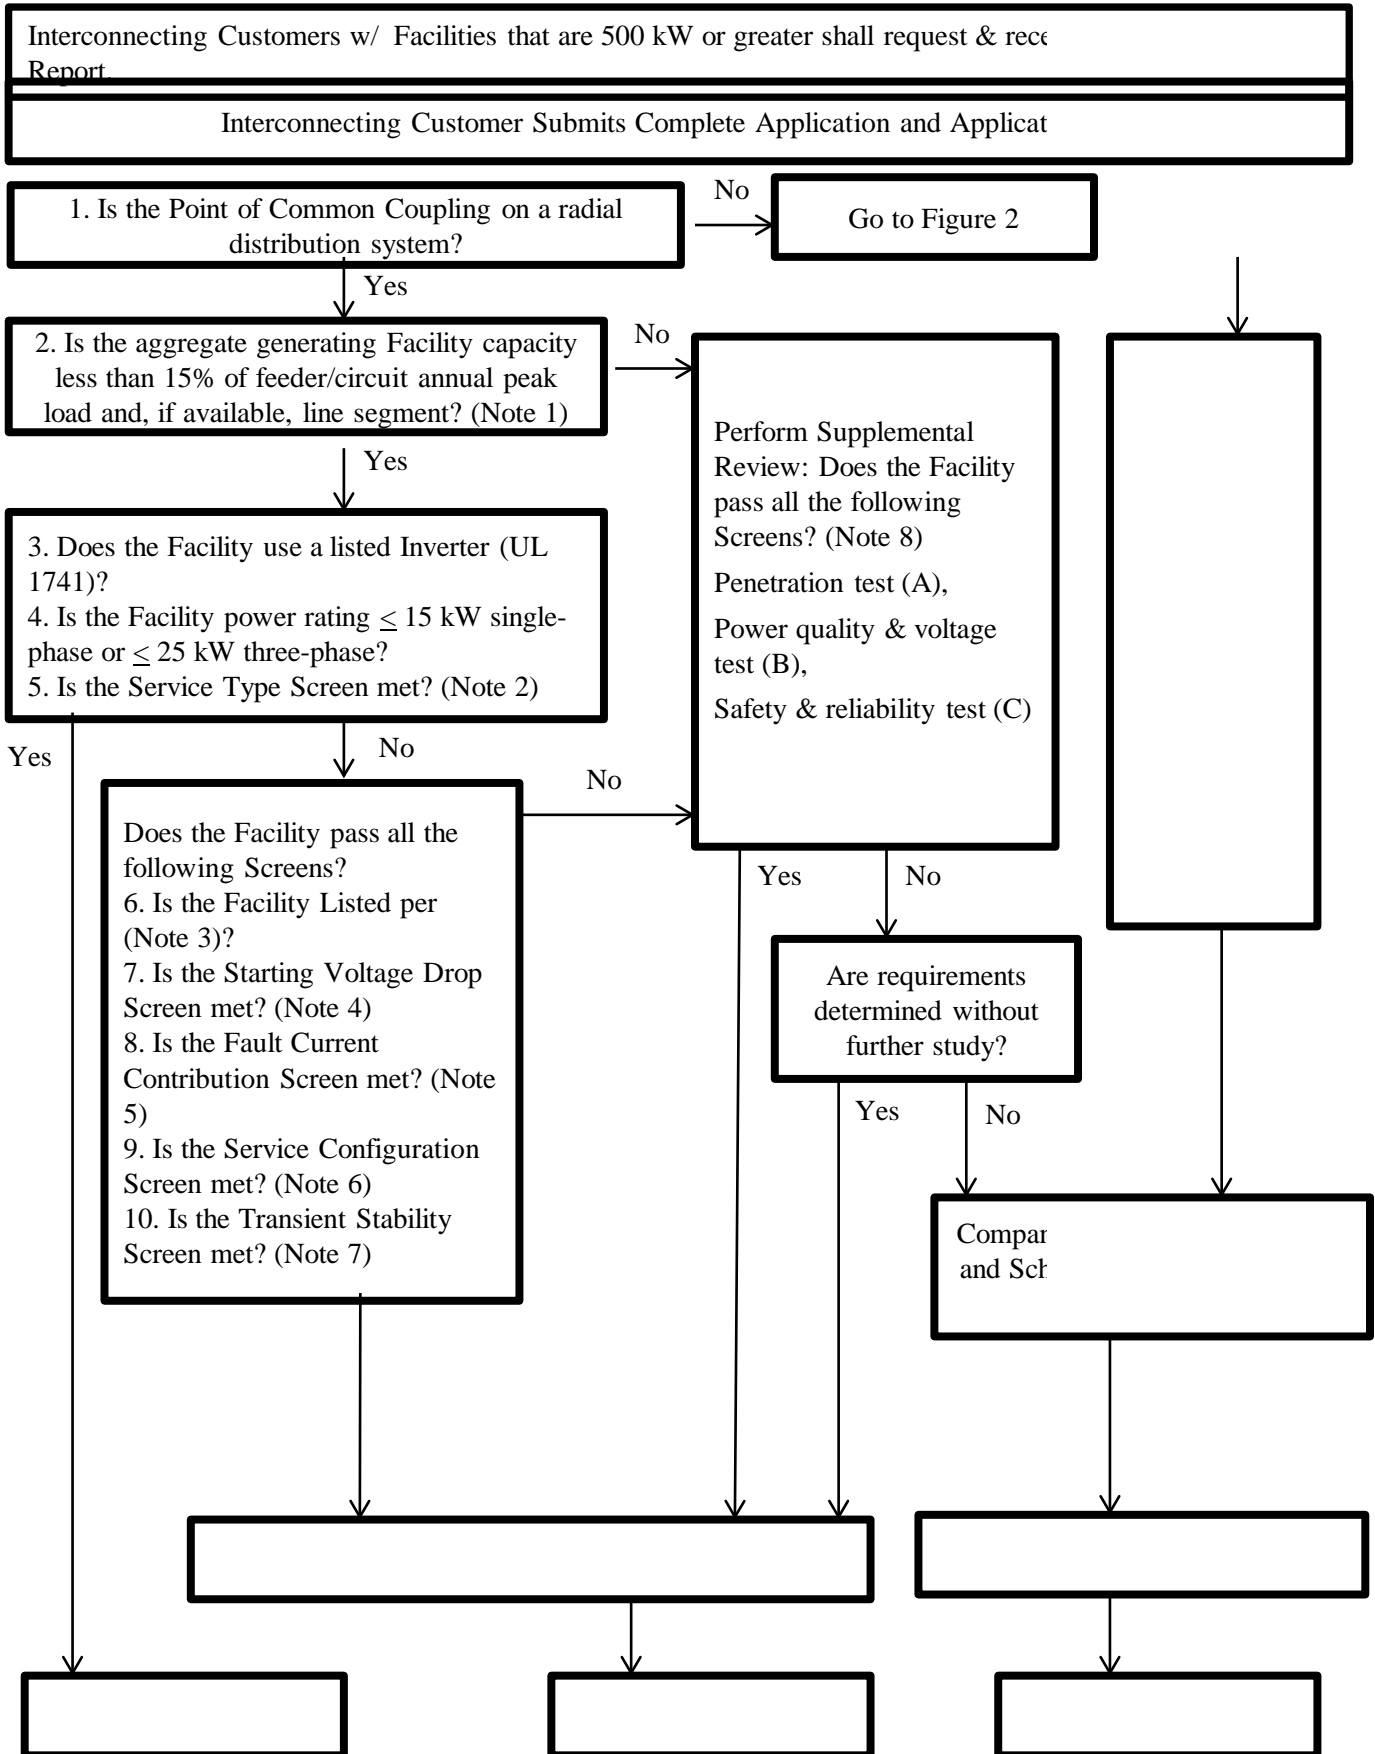 Interconnecting Customers w/ Facilities that are 500 kW or greater shall request &
Report.
Interconnecting Customer Submits Complete Application and
1. Is the Point of Common Coupling on a radial
distribution system?
No
Go to Figure 2
Yes
2. Is the aggregate generating Facility capacity
less than 15% of feeder/circuit annual peak
load and, if available, line segment? (Note 1)
No
Yes
Perform Supplemental
Review: Does the Facility
pass all the following
Screens? (Note 8)
Penetration test (A),
Power quality & voltage
test (B),
Safety & reliability test (C)
3. Does the Facility use a listed Inverter (UL
1741)?
4. Is the Facility power rating ≤ 15 kW single-
phase or ≤ 25 kW three-phase?
5. Is the Service Type Screen met? (Note 2)
Yes
No
No
Does the Facility pass all the
following Screens?
6. Is the Facility Listed per
(Note 3)?
7. Is the Starting Voltage Drop
Screen met? (Note 4)
8. Is the Fault Current
Contribution Screen met? (Note
5)
9. Is the Service Configuration
Screen met? (Note 6)
10. Is the Transient Stability
Screen met? (Note 7)
Yes
No
Are requirements
determined without
further study?
Yes
No
and